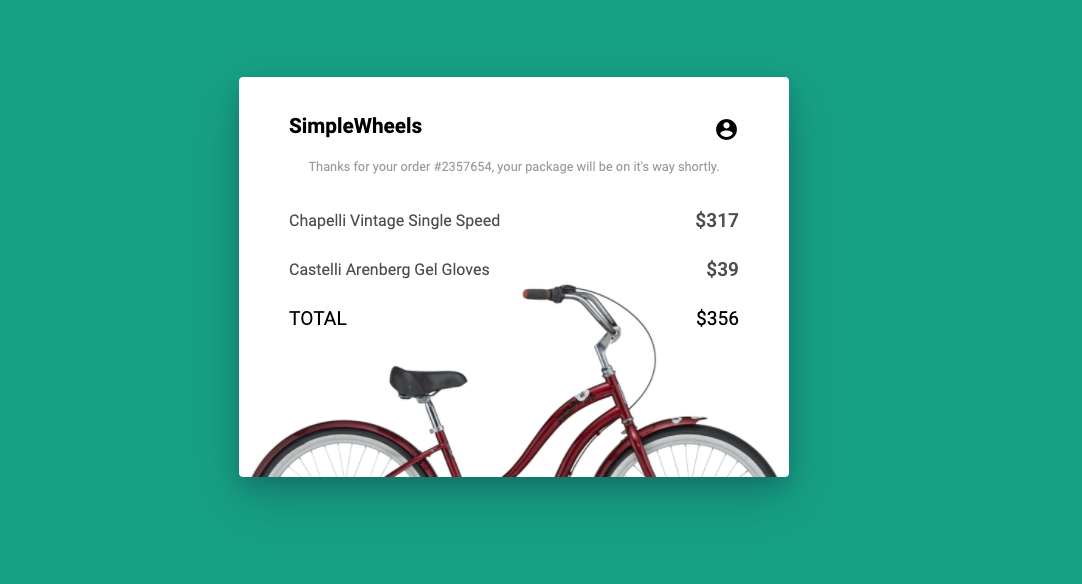 SimpleWheels
Thanks for your order #2357654, your package will be on it's way shortly.
Chapelli Vintage Single Speed $317
Castelli Arenberg Gel Gloves $39
TOTAL $356